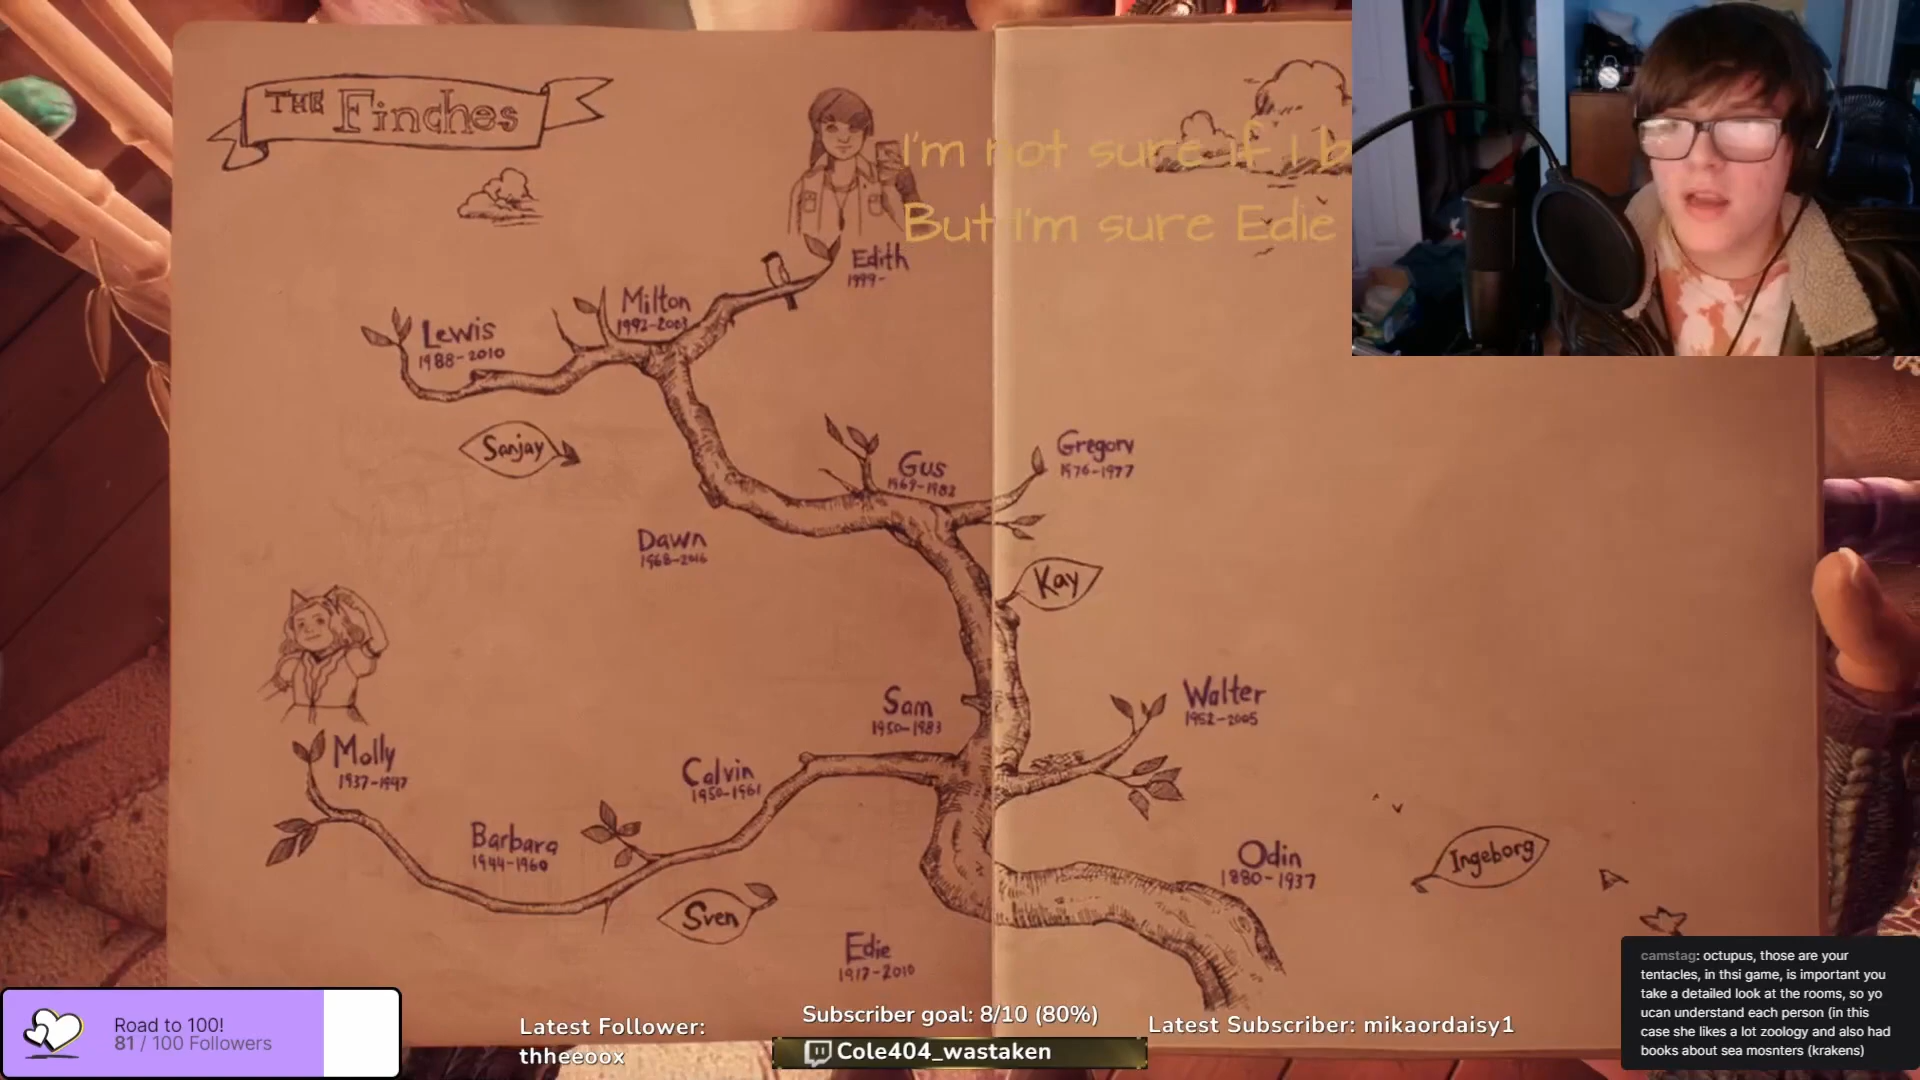 THE Finches
I'm not sure if I b
But I'm sure Edie
Edith
1999-
Milton
1992-2003
Lewis
1988-2010
Sanjay
Gus
1969-1982
Gregory
1976-1977
Dawn
1968-2016
Kay
Sam
1950-1983
Walter
1952-2005
Molly
1937-1947
Calvin
1950-1961
Barbara
1944-1960
Sven
Odin
1880-1937
Ingeborg
Edie
1917-2010
camstag: octupus, those are your
tentacles, in thsi game, is important you
take a detailed look at the rooms, so yo
ucan understand each person (in this
case she likes a lot zoology and also had
books about sea mosnters (krakens)
Road to 100!
81 / 100 Followers
Latest Follower:
thheeoox
Subscriber goal: 8/10 (80%)
Cole404_wastaken
Latest Subscriber: mikaordaisy1